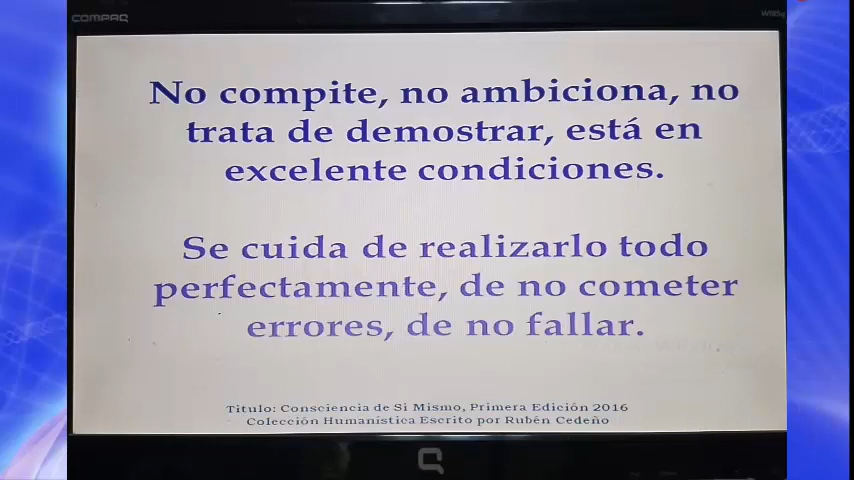 COMPAQ
No compite, no ambiciona, no
trata de demostrar, está en
excelente condiciones.
Se cuida de realizarlo todo
perfectamente, de no cometer
errores, de no fallar.
Titulo: Consciencia de Sí Mismo, Primera Edición 2016
Colección Humanística Escrito por Rubén Cedeño